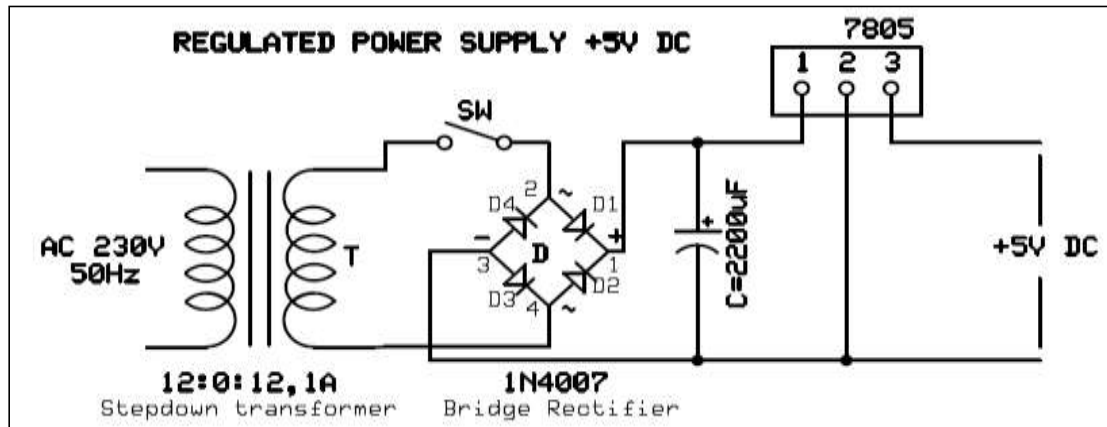 REGULATED POWER SUPPLY +5V DC
7805
1 2 3
SW
2 ~
D4 D1
- +
AC 230V
50Hz
T
D
3 1
D3 D2
4 ~
+
C=2200uF
+5V DC
12:0:12,1A
Stepdown transformer
1N4007
Bridge Rectifier